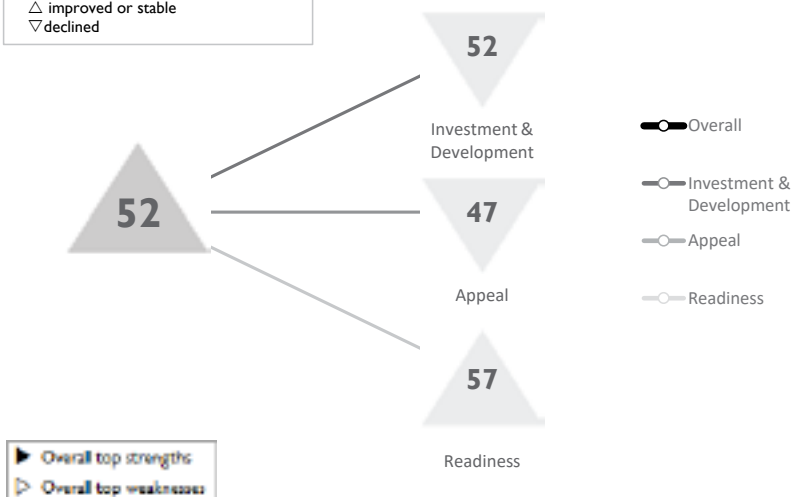 △ improved or stable
▽ declined
52
52
Investment &
Development
47
Appeal
57
Readiness
Overall
Investment &
Development
Appeal
Readiness
▶ Overall top strengths
▷ Overall top weaknesses